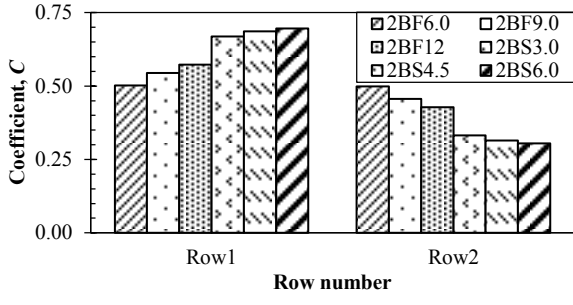 0.75
0.50
0.25
0.00
Coefficient, C
2BF6.0 2BF9.0
2BF12 2BS3.0
2BS4.5 2BS6.0
Row1 Row2
Row number